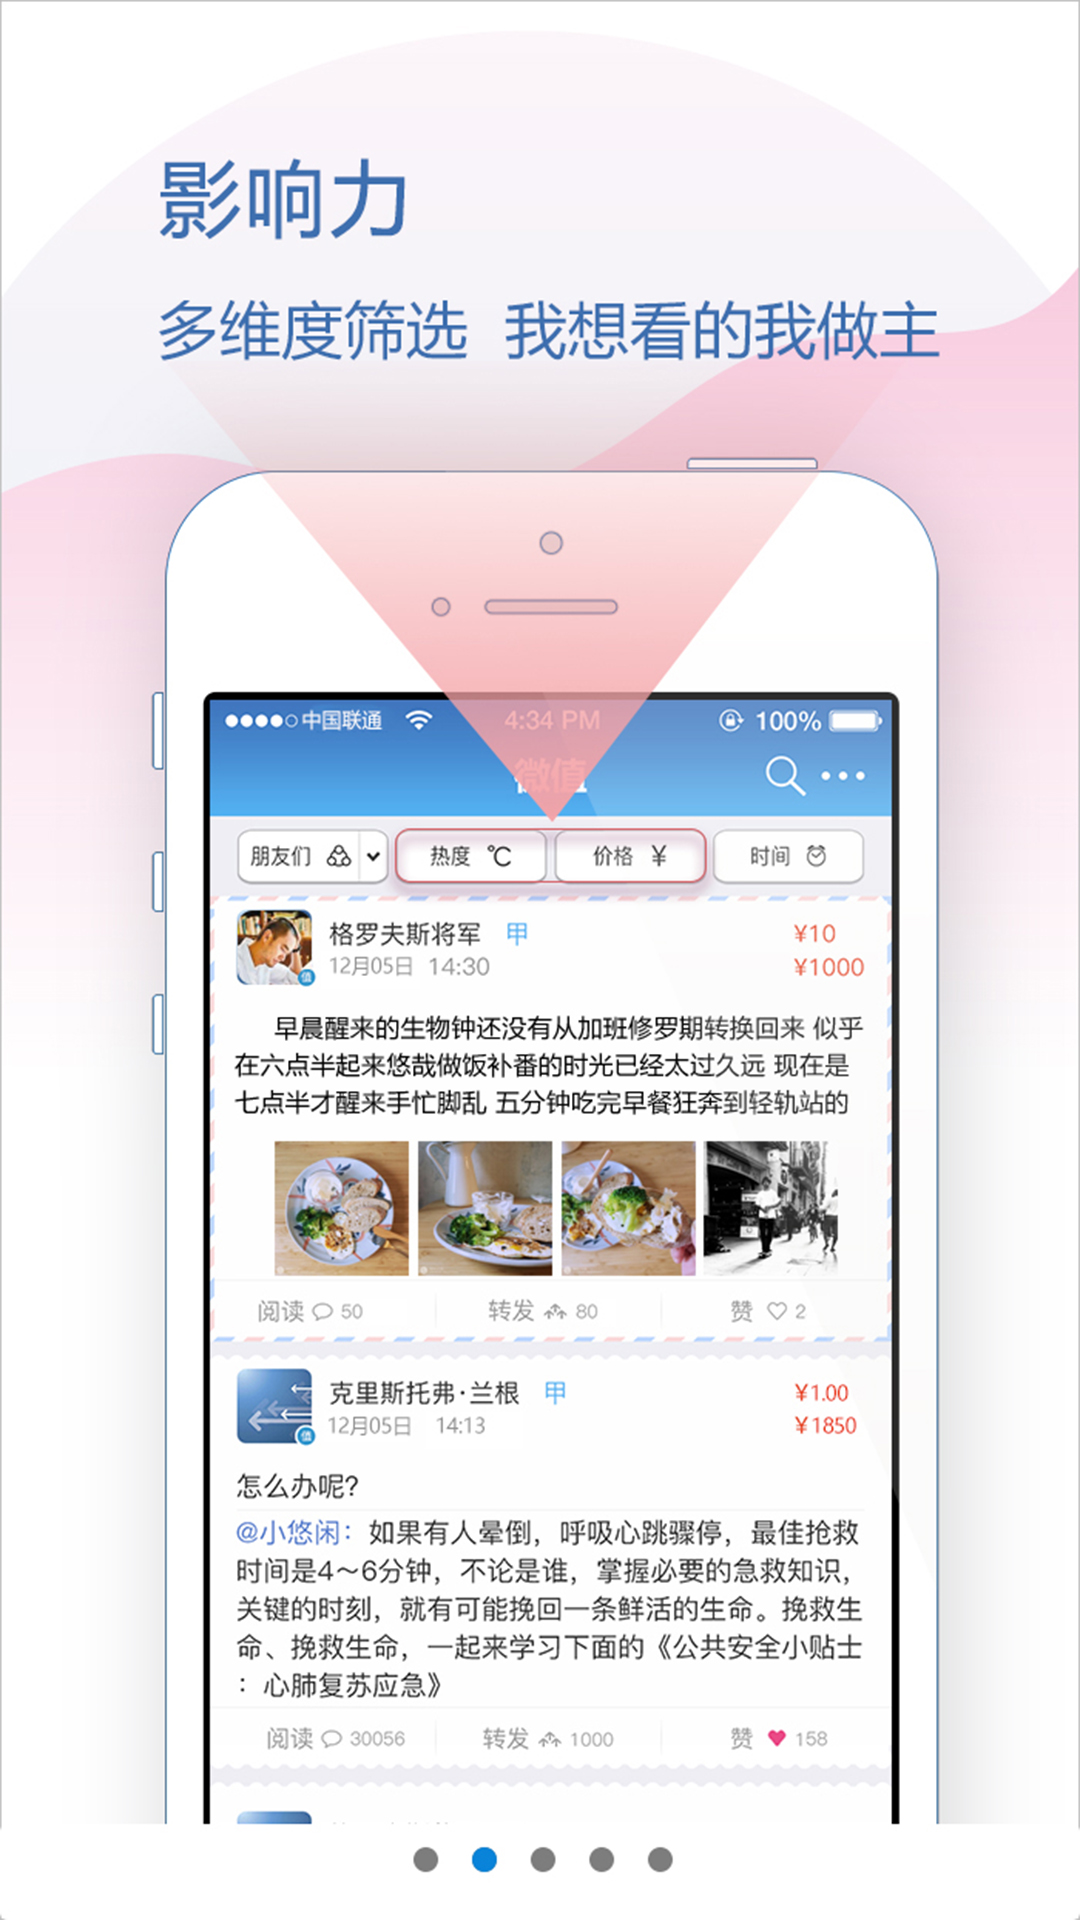 影响力
多维度筛选 我想看的我做主
中国联通 4:34 PM 100%
微值
朋友们 热度 ℃ 价格 ¥ 时间
格罗夫斯将军 甲 ¥10
12月05日 14:30 ¥1000
值
早晨醒来的生物钟还没有从加班修罗期转换回来 似乎
在六点半起来悠哉做饭补番的时光已经太过久远 现在是
七点半才醒来手忙脚乱 五分钟吃完早餐狂奔到轻轨站的
阅读 50 转发 80 赞 2
克里斯托弗·兰根 甲 ¥1.00
12月05日 14:13 ¥1850
值
怎么办呢?
@小悠闲：如果有人晕倒，呼吸心跳骤停，最佳抢救
时间是4～6分钟，不论是谁，掌握必要的急救知识，
关键的时刻，就有可能挽回一条鲜活的生命。挽救生
命、挽救生命，一起来学习下面的《公共安全小贴士
：心肺复苏应急》
阅读 30056 转发 1000 赞 158